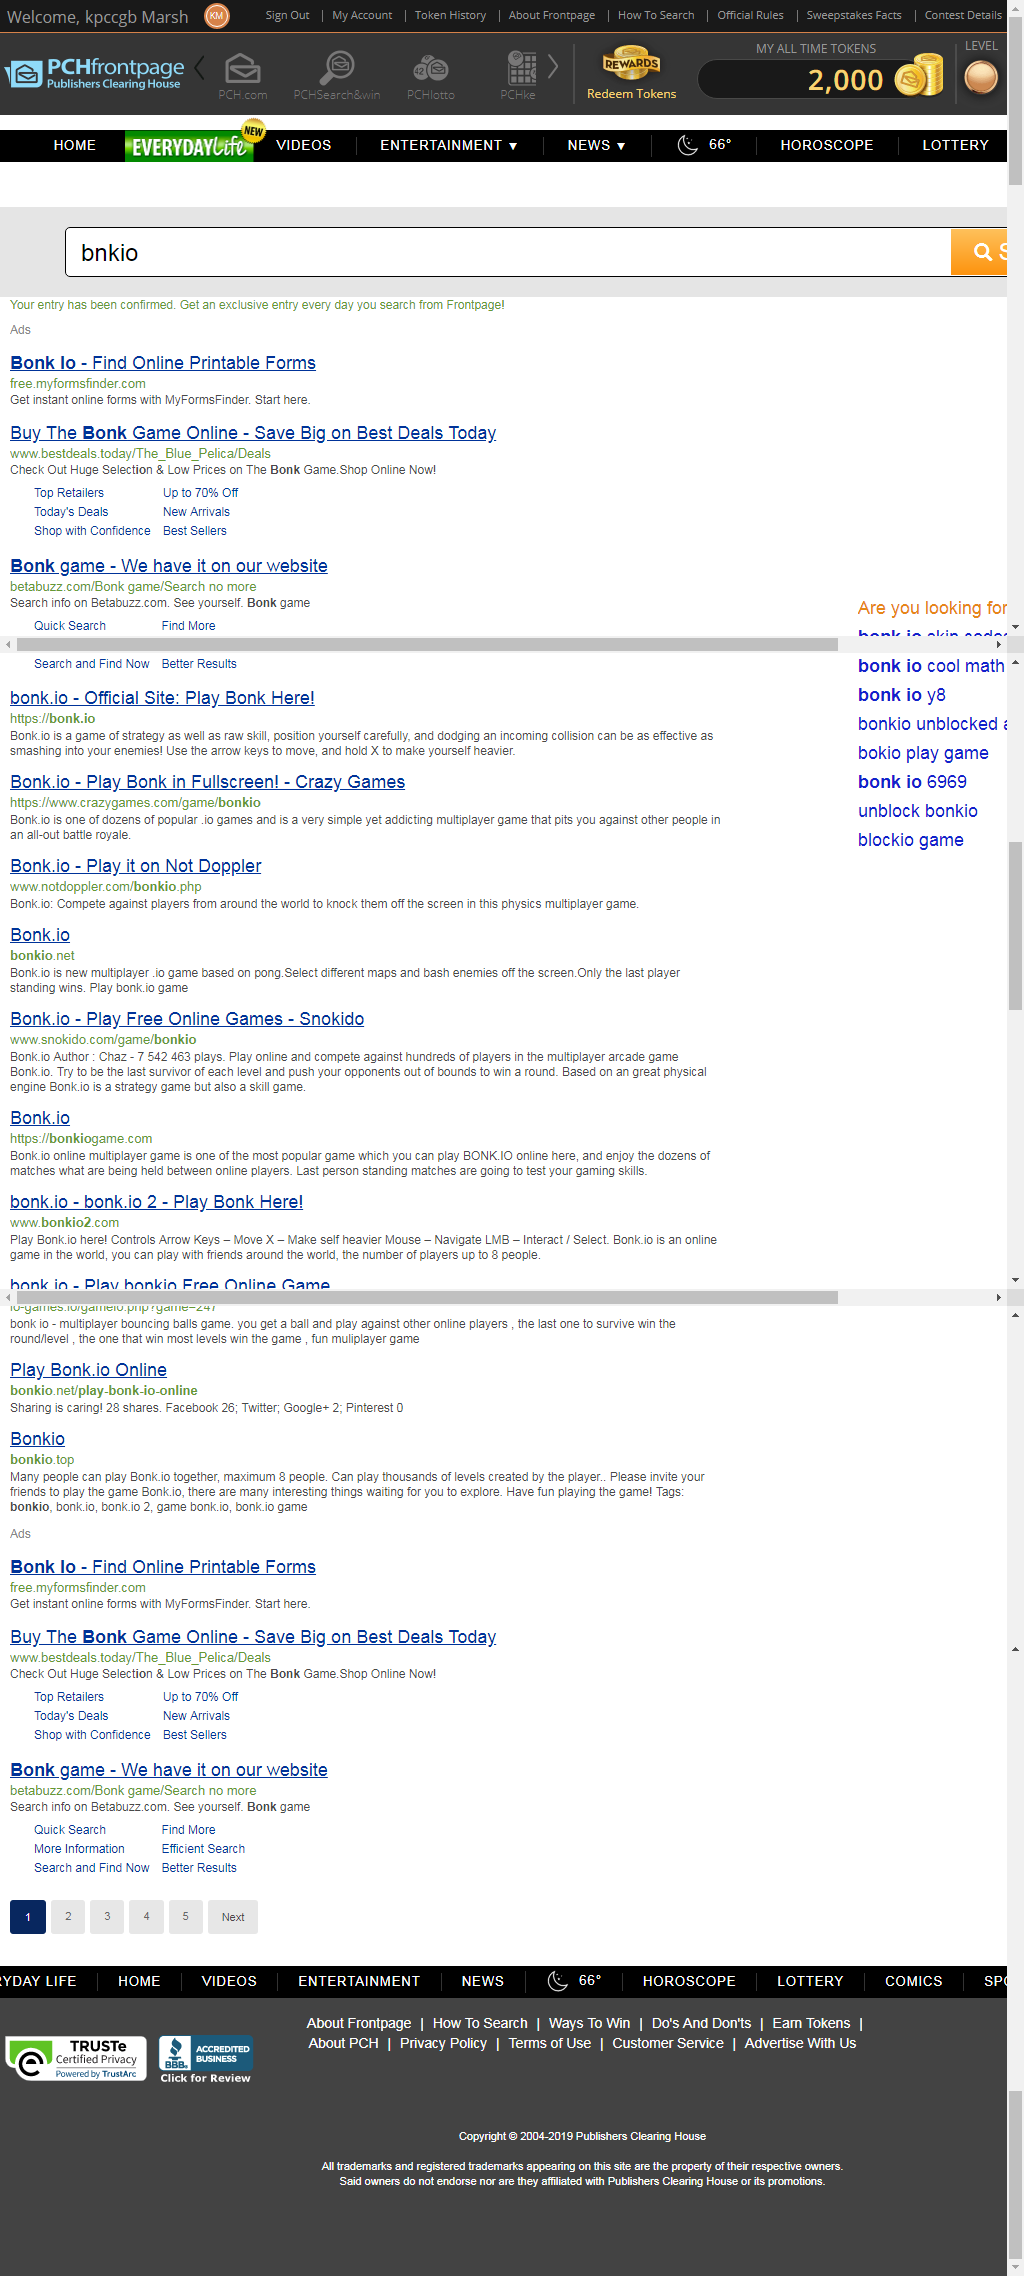 Welcome, kpccgb Marsh KM Sign Out | My Account | Token History | About Frontpage | How To Search | Official Rules | Sweepstakes Facts | Contest Details
PCHfrontpage
Publishers Clearing House
PCH.com PCHSearch&win PCHlotto PCHke
REWARDS
Redeem Tokens
MY ALL TIME TOKENS
2,000
LEVEL
HOME EVERYDAY Life NEW VIDEOS ENTERTAINMENT ▼ NEWS ▼ 66° HOROSCOPE LOTTERY
bnkio
Your entry has been confirmed. Get an exclusive entry every day you search from Frontpage!
Ads
Bonk Io - Find Online Printable Forms
free.myformsfinder.com
Get instant online forms with MyFormsFinder. Start here.
Buy The Bonk Game Online - Save Big on Best Deals Today
www.bestdeals.today/The_Blue_Pelica/Deals
Check Out Huge Selection & Low Prices on The Bonk Game.Shop Online Now!
Top Retailers Up to 70% Off
Today's Deals New Arrivals
Shop with Confidence Best Sellers
Bonk game - We have it on our website
betabuzz.com/Bonk game/Search no more
Search info on Betabuzz.com. See yourself. Bonk game
Quick Search Find More
Search and Find Now Better Results
Are you looking for
bonk io skin codes
bonk io cool math
bonk io y8
bonkio unblocked a
bokio play game
bonk io 6969
unblock bonkio
blockio game
bonk.io - Official Site: Play Bonk Here!
https://bonk.io
Bonk.io is a game of strategy as well as raw skill, position yourself carefully, and dodging an incoming collision can be as effective as
smashing into your enemies! Use the arrow keys to move, and hold X to make yourself heavier.
Bonk.io - Play Bonk in Fullscreen! - Crazy Games
https://www.crazygames.com/game/bonkio
Bonk.io is one of dozens of popular .io games and is a very simple yet addicting multiplayer game that pits you against other people in
an all-out battle royale.
Bonk.io - Play it on Not Doppler
www.notdoppler.com/bonkio.php
Bonk.io: Compete against players from around the world to knock them off the screen in this physics multiplayer game.
Bonk.io
bonkio.net
Bonk.io is new multiplayer .io game based on pong.Select different maps and bash enemies off the screen.Only the last player
standing wins. Play bonk.io game
Bonk.io - Play Free Online Games - Snokido
www.snokido.com/game/bonkio
Bonk.io Author : Chaz - 7 542 463 plays. Play online and compete against hundreds of players in the multiplayer arcade game
Bonk.io. Try to be the last survivor of each level and push your opponents out of bounds to win a round. Based on an great physical
engine Bonk.io is a strategy game but also a skill game.
Bonk.io
https://bonkiogame.com
Bonk.io online multiplayer game is one of the most popular game which you can play BONK.IO online here, and enjoy the dozens of
matches what are being held between online players. Last person standing matches are going to test your gaming skills.
bonk.io - bonk.io 2 - Play Bonk Here!
www.bonkio2.com
Play Bonk.io here! Controls Arrow Keys – Move X – Make self heavier Mouse – Navigate LMB – Interact / Select. Bonk.io is an online
game in the world, you can play with friends around the world, the number of players up to 8 people.
bonk.io - Play bonkio Free Online Game
io-games.io/gameio.php?game=247
bonk io - multiplayer bouncing balls game. you get a ball and play against other online players , the last one to survive win the
round/level , the one that win most levels win the game , fun muliplayer game
Play Bonk.io Online
bonkio.net/play-bonk-io-online
Sharing is caring! 28 shares. Facebook 26; Twitter; Google+ 2; Pinterest 0
Bonkio
bonkio.top
Many people can play Bonk.io together, maximum 8 people. Can play thousands of levels created by the player.. Please invite your
friends to play the game Bonk.io, there are many interesting things waiting for you to explore. Have fun playing the game! Tags:
bonkio, bonk.io, bonk.io 2, game bonk.io, bonk.io game
Ads
Bonk Io - Find Online Printable Forms
free.myformsfinder.com
Get instant online forms with MyFormsFinder. Start here.
Buy The Bonk Game Online - Save Big on Best Deals Today
www.bestdeals.today/The_Blue_Pelica/Deals
Check Out Huge Selection & Low Prices on The Bonk Game.Shop Online Now!
Top Retailers Up to 70% Off
Today's Deals New Arrivals
Shop with Confidence Best Sellers
Bonk game - We have it on our website
betabuzz.com/Bonk game/Search no more
Search info on Betabuzz.com. See yourself. Bonk game
Quick Search Find More
More Information Efficient Search
Search and Find Now Better Results
1 2 3 4 5 Next
RYDAY LIFE HOME VIDEOS ENTERTAINMENT NEWS 66° HOROSCOPE LOTTERY COMICS SPO
About Frontpage | How To Search | Ways To Win | Do's And Don'ts | Earn Tokens |
About PCH | Privacy Policy | Terms of Use | Customer Service | Advertise With Us
TRUSTe
Certified Privacy
Powered by TrustArc
BBB
ACCREDITED
BUSINESS
Click for Review
Copyright © 2004-2019 Publishers Clearing House
All trademarks and registered trademarks appearing on this site are the property of their respective owners.
Said owners do not endorse nor are they affiliated with Publishers Clearing House or its promotions.